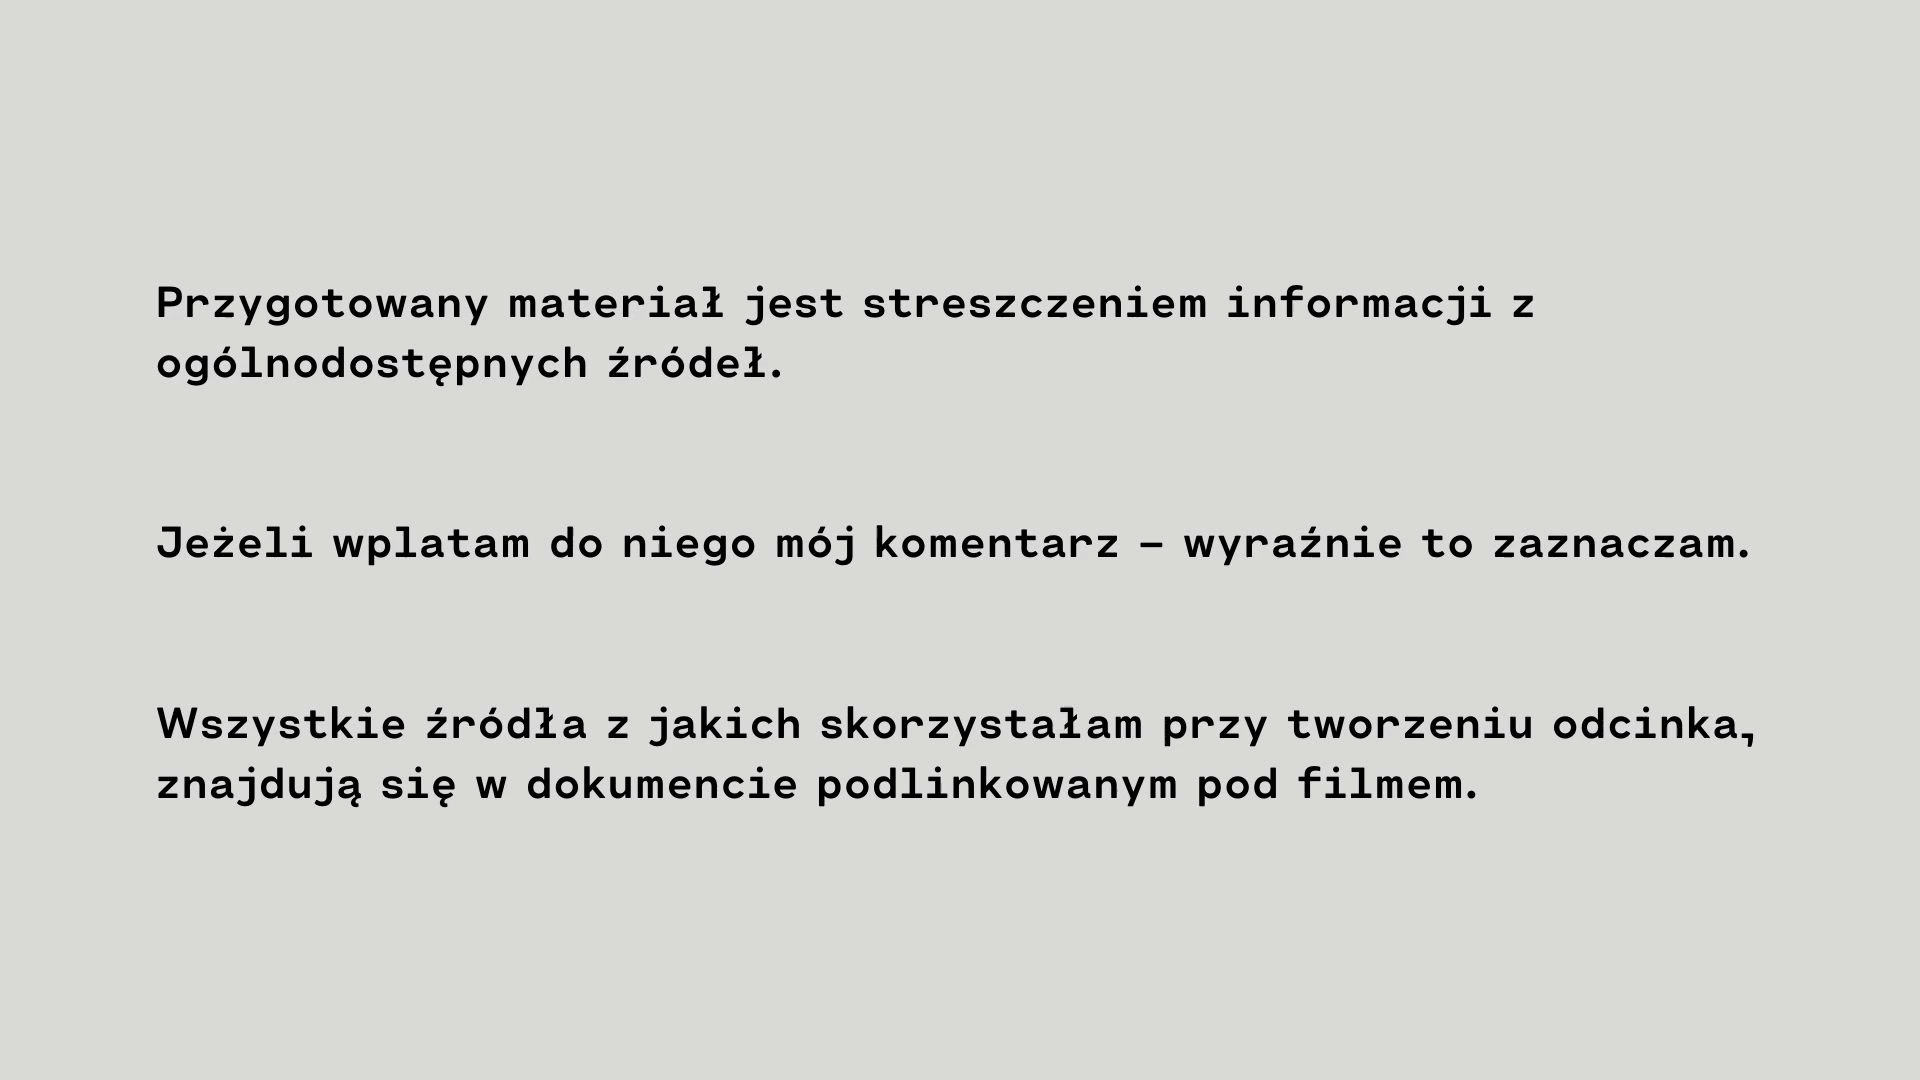 Przygotowany materiał jest streszczeniem informacji z
ogólnodostępnych źródeł.
Jeżeli wplatam do niego mój komentarz – wyraźnie to zaznaczam.
Wszystkie źródła z jakich skorzystałam przy tworzeniu odcinka,
znajdują się w dokumencie podlinkowanym pod filmem.